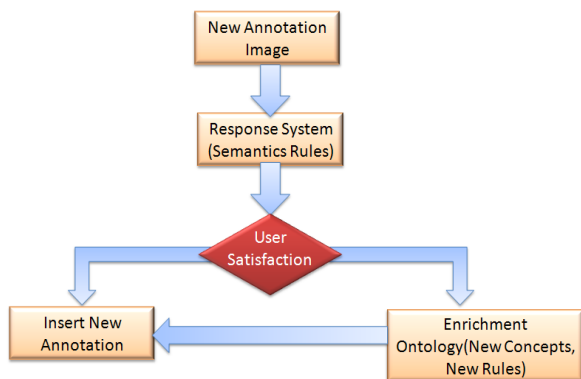 New Annotation
Image
Response System
(Semantics Rules)
User
Satisfaction
Insert New
Annotation
Enrichment
Ontology(New Concepts,
New Rules)